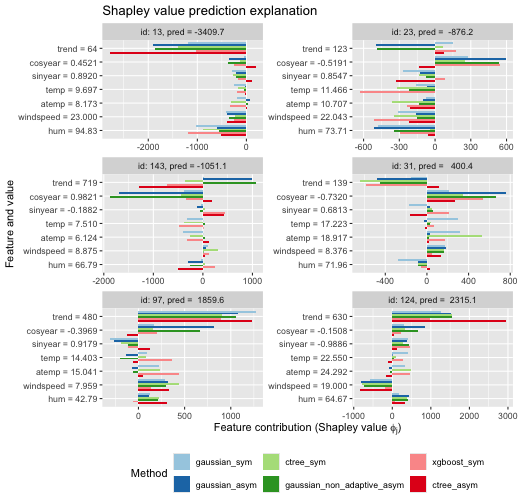 Shapley value prediction explanation
id: 13, pred = -3409.7
id: 23, pred = -876.2
trend = 64
cosyear = 0.4521
sinyear = 0.8920
temp = 9.697
atemp = 8.173
windspeed = 23.000
hum = 94.83
trend = 123
cosyear = -0.5191
sinyear = 0.8547
temp = 11.466
atemp = 10.707
windspeed = 22.043
hum = 73.71
-2000 -1000 0
-600 -300 0 300 600
id: 143, pred = -1051.1
id: 31, pred = 400.4
trend = 719
cosyear = 0.9821
sinyear = -0.1882
temp = 7.510
atemp = 6.124
windspeed = 8.875
hum = 66.79
trend = 139
cosyear = -0.7320
sinyear = 0.6813
temp = 17.223
atemp = 18.917
windspeed = 8.376
hum = 71.96
-2000 -1000 0 1000
-400 0 400 800
id: 97, pred = 1859.6
id: 124, pred = 2315.1
trend = 480
cosyear = -0.3969
sinyear = 0.9179
temp = 14.403
atemp = 15.041
windspeed = 7.959
hum = 42.79
trend = 630
cosyear = -0.1508
sinyear = -0.9886
temp = 22.550
atemp = 24.292
windspeed = 19.000
hum = 64.67
0 500 1000
-1000 0 1000 2000 3000
Feature and value
Feature contribution (Shapley value ϕj)
Method
gaussian_sym
ctree_sym
xgboost_sym
gaussian_asym
gaussian_non_adaptive_asym
ctree_asym